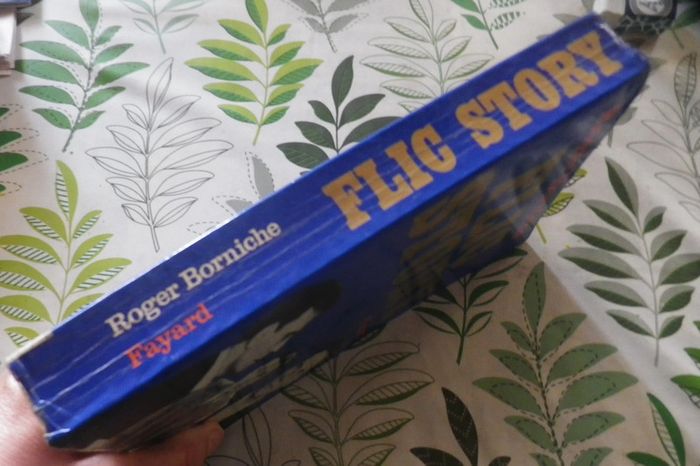 Roger Borniche
FLIC STORY
Fayard